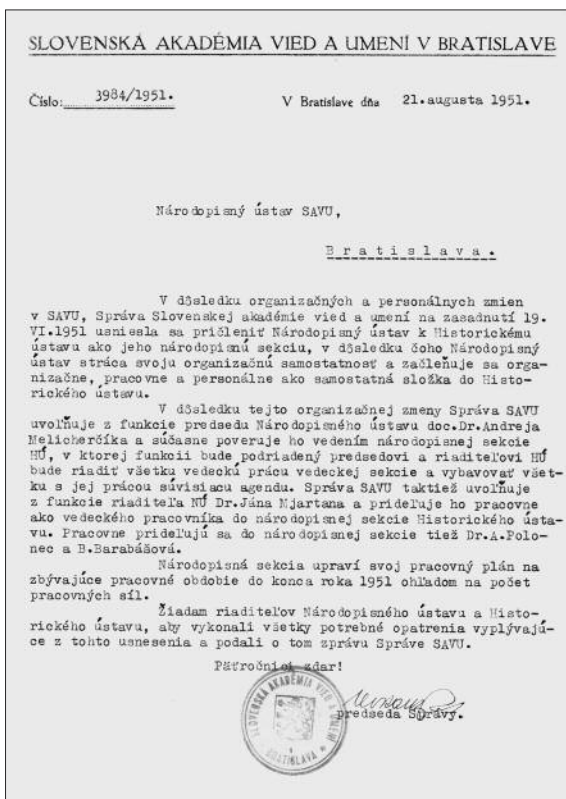 SLOVENSKÁ AKADÉMIA VIED A UMENÍ V BRATISLAVE
Číslo: 3984/1951. V Bratislave dňa 21.augusta 1951.
Národopisný ústav SAVU,
Bratislava.
V dôsledku organizačných a personálnych zmien
v SAVU, Správa Slovenskej akadémie vied a umení na zasadnutí 19.
VI.1951 usniesla sa pričleniť Národopisný ústav k Historickému
ústavu ako jeho národopisnú sekciu, v dôsledku čoho Národopisný
ústav stráca svoju organizačnú samostatnosť a začleňuje sa orga-
nizačne, pracovne a personálne ako samostatná složka do Histo-
rického ústavu.
V dôsledku tejto organizačnej zmeny Správa SAVU
uvoľňuje z funkcie predsedu Národopisného ústavu doc.Dr.Andreja
Melicherčíka a súčasne poveruje ho vedením národopisnej sekcie
HÚ, v ktorej funkcii bude podriadený predsedovi a riaditeľovi HÚ
bude riadiť všetku vedeckú prácu vedeckej sekcie a vybavovať všet-
ku s jej prácou súvisiacu agendu. Správa SAVU taktiež uvoľňuje
z funkcie riaditeľa NÚ Dr.Jána Mjartana a prideľuje ho pracovne
ako vedeckého pracovníka do národopisnej sekcie Historického ústa-
vu. Pracovne prideľujú sa do národopisnej sekcie tiež Dr.A.Polo-
nec a B.Barabášová.
Národopisná sekcia upraví svoj pracovný plán na
zbývajúce pracovné obdobie do konca roka 1951 ohľadom na počet
pracovných síl.
Žiadam riaditeľov Národopisného ústavu a Histo-
rického ústavu, aby vykonali všetky potrebné opatrenia vyplývajú-
ce z tohto usnesenia a podali o tom zprávu Správe SAVU.
Päťročnici zdar!
predseda Správy.
SLOVENSKÁ AKADÉMIA VIED A UMENÍ
BRATISLAVA